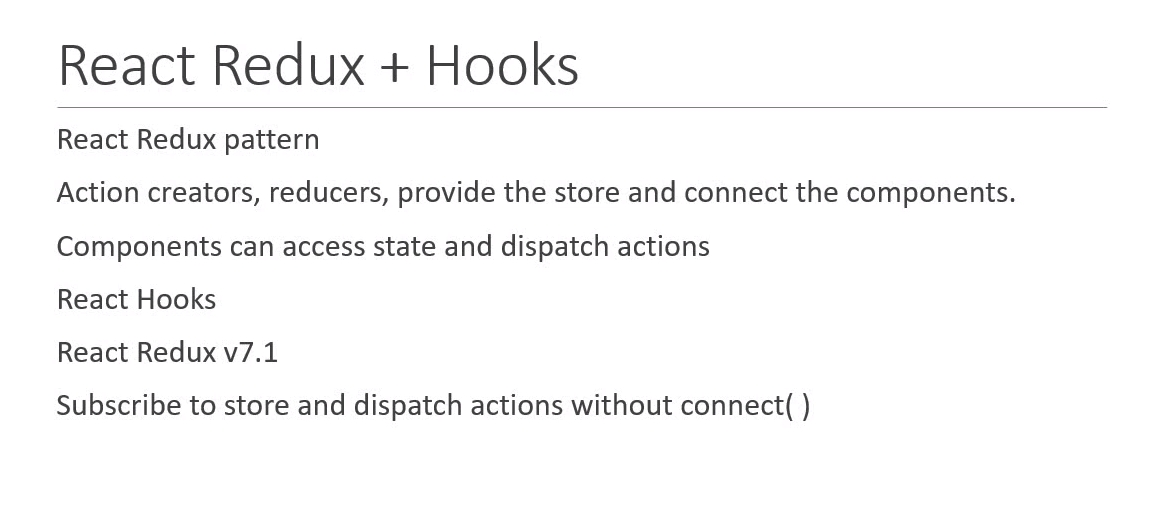 React Redux + Hooks
React Redux pattern
Action creators, reducers, provide the store and connect the components.
Components can access state and dispatch actions
React Hooks
React Redux v7.1
Subscribe to store and dispatch actions without connect( )